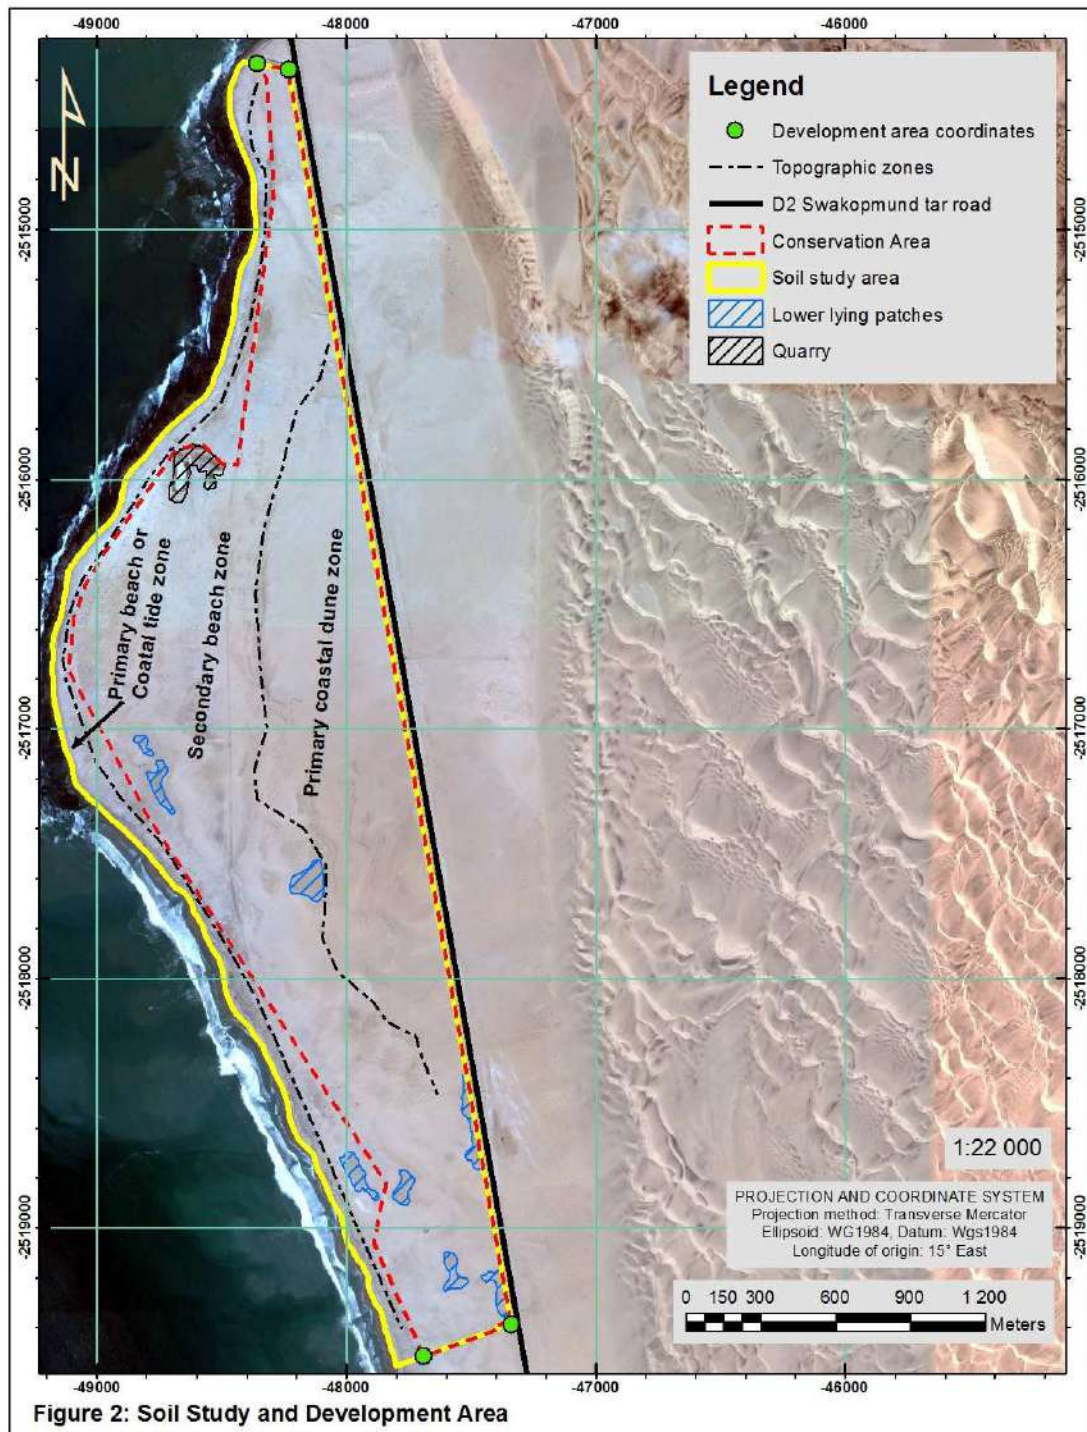 -49000
-48000
-47000
-46000
N
Legend
Development area coordinates
Topographic zones
D2 Swakopmund tar road
Conservation Area
Soil study area
Lower lying patches
Quarry
-2515000
-2515000
-2516000
-2516000
Primary beach or
Coatal tide zone
Secondary beach zone
Primary coastal dune zone
-2517000
-2517000
-2518000
-2518000
1:22 000
PROJECTION AND COORDINATE SYSTEM
Projection method: Transverse Mercator
Ellipsoid: WG1984, Datum: Wgs1984
Longitude of origin: 15° East
-2519000
-2519000
0 150 300 600 900 1 200
Meters
-49000
-48000
-47000
-46000
Figure 2: Soil Study and Development Area